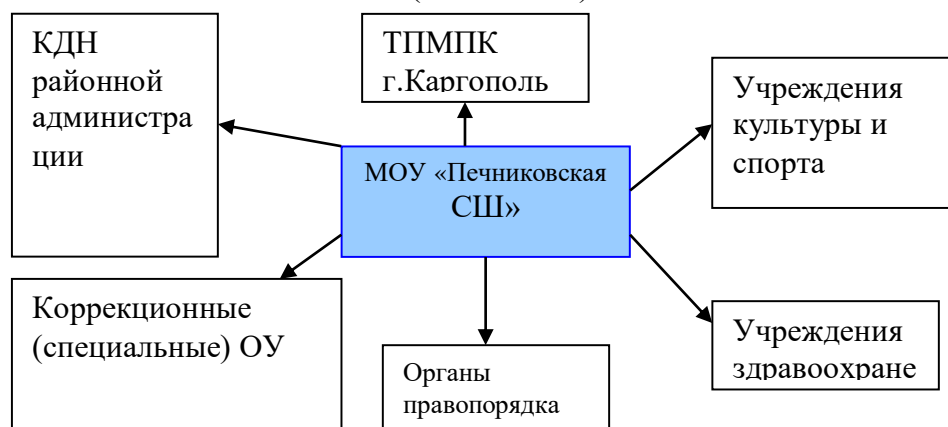 КДН
районной
администра
ции
ТПМПК
г.Каргополь
Учреждения
культуры и
спорта
МОУ «Печниковская
СШ»
Коррекционные
(специальные) ОУ
Органы
правопорядка
Учреждения
здравоохране